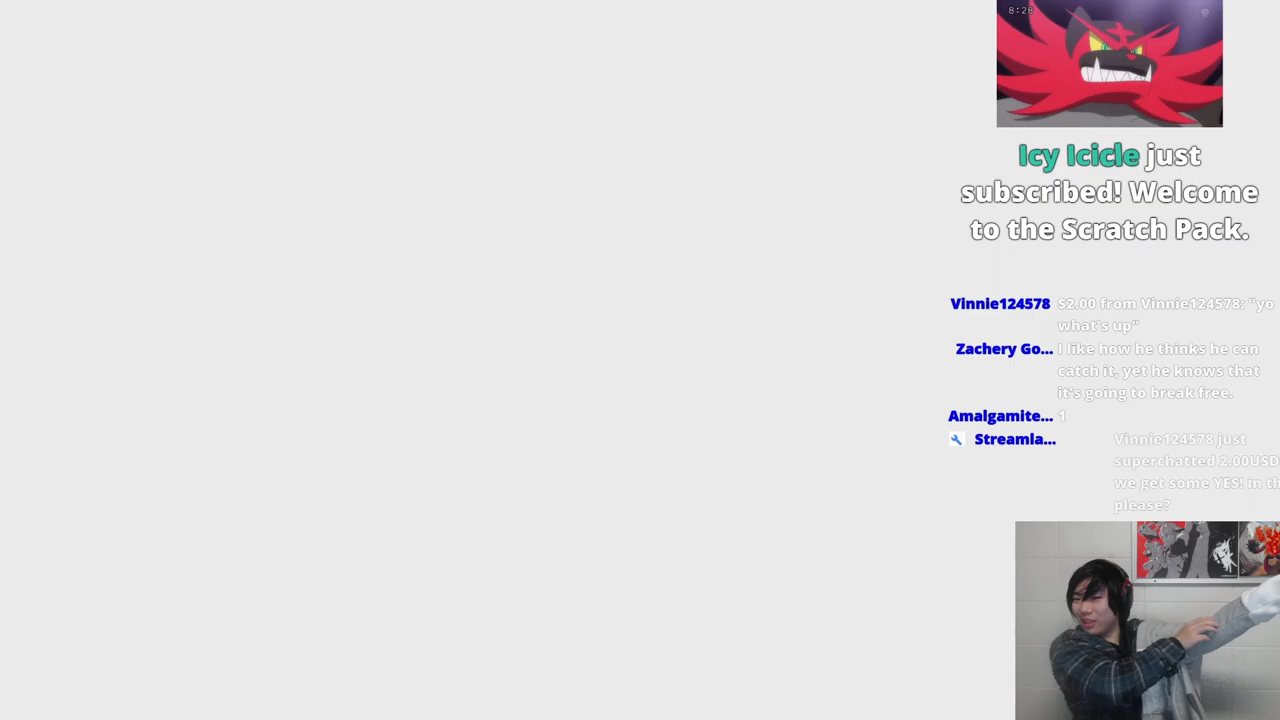 8:28
Icy Icicle just
subscribed! Welcome
to the Scratch Pack.
Vinnie124578 $2.00 from Vinnie124578: "yo
what's up"
Zachery Go... I like how he thinks he can
catch it, yet he knows that
it's going to break free.
Amalgamite... 1
Streamla... Vinnie124578 just
superchatted 2.00USD
we get some YES! in th
please?